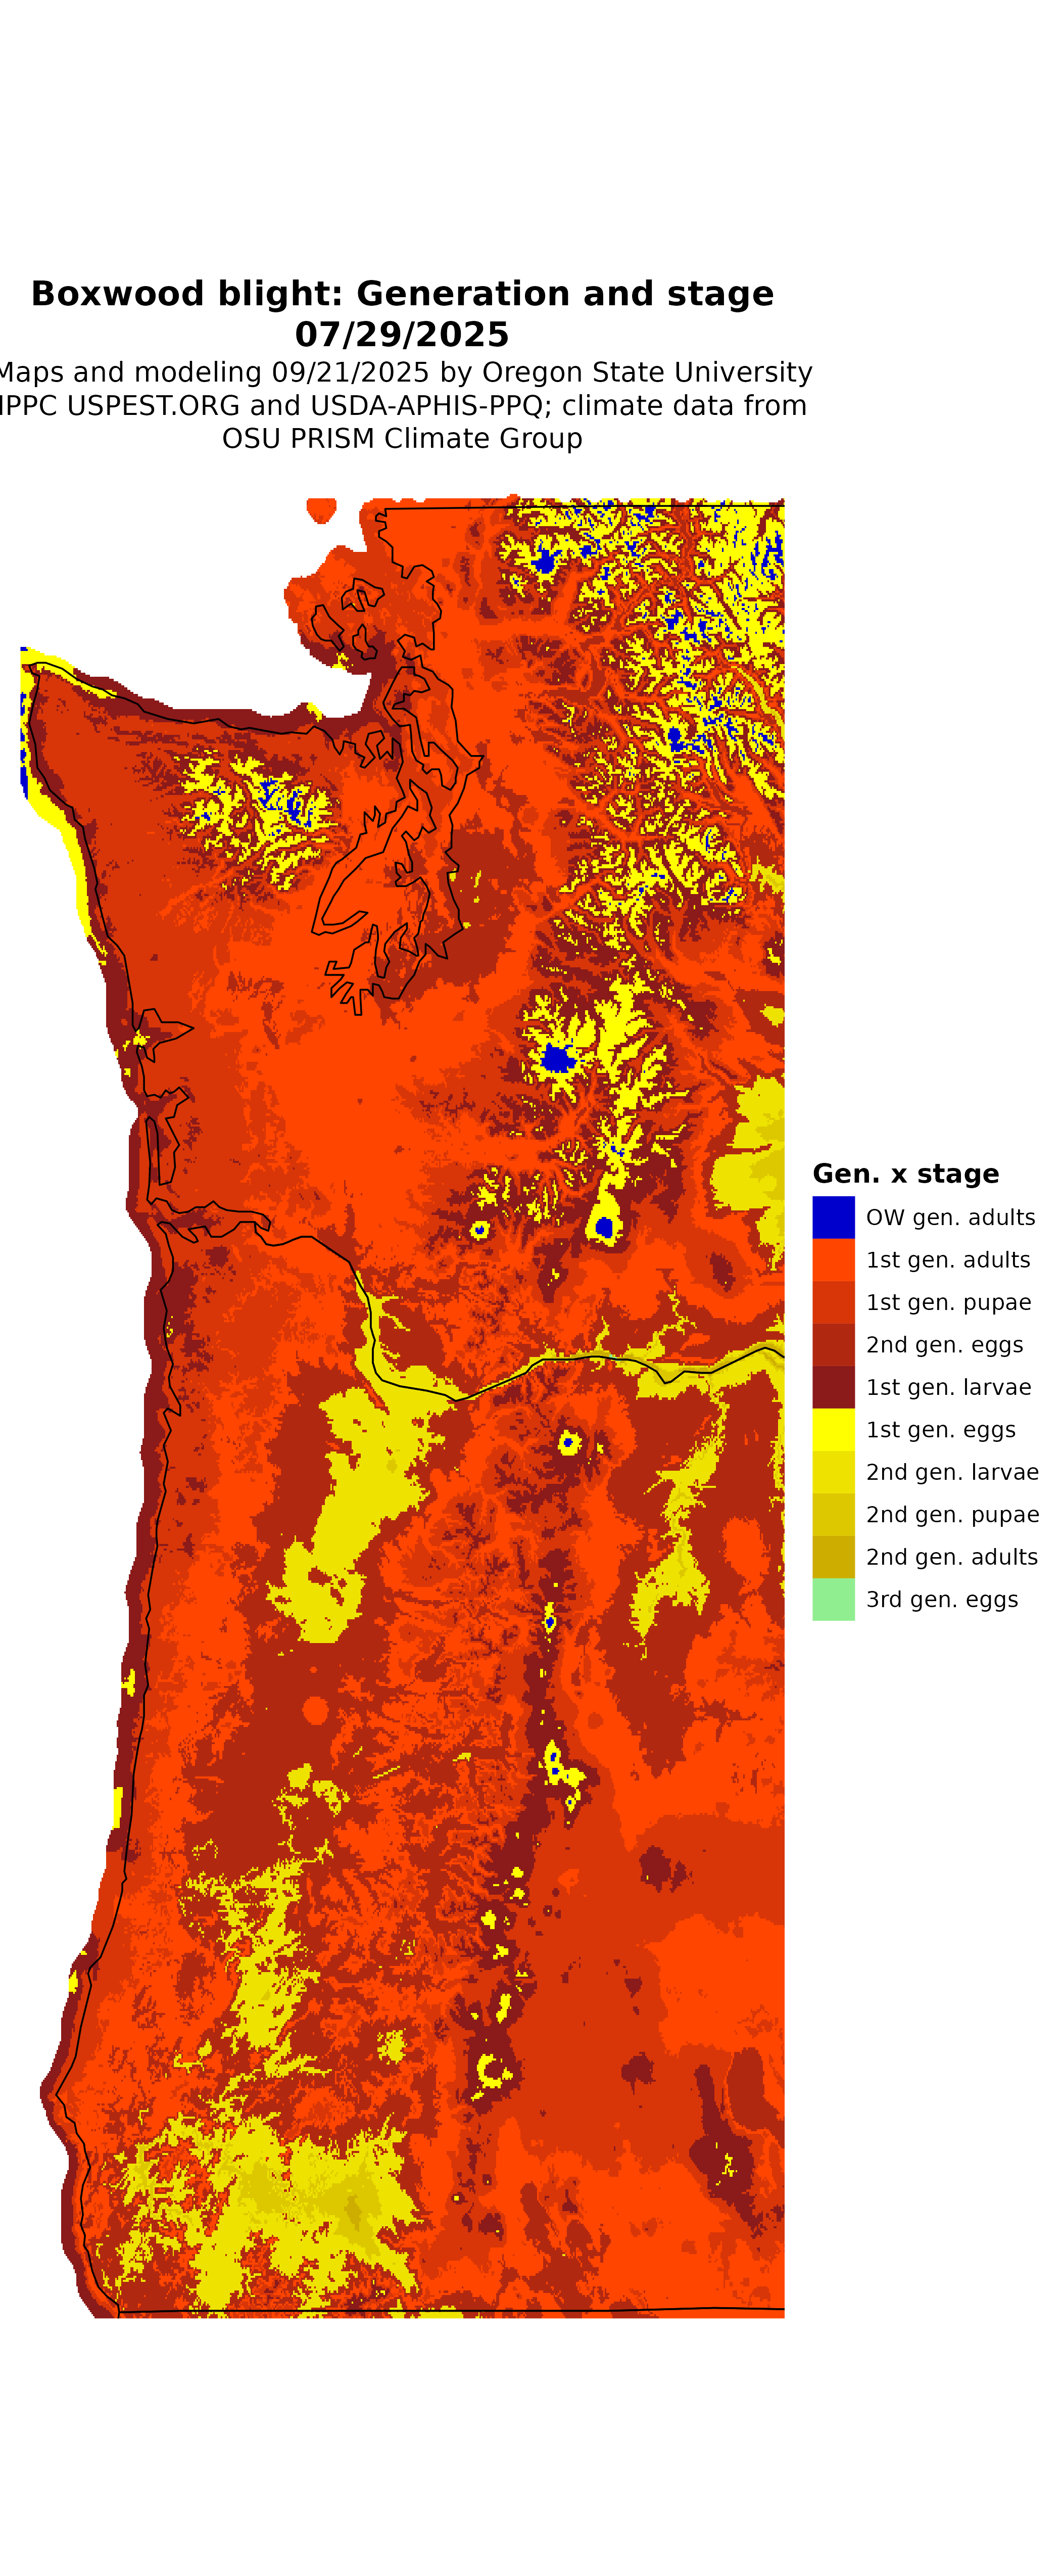 Boxwood blight: Generation and stage
07/29/2025
Maps and modeling 09/21/2025 by Oregon State University
IPPC USPEST.ORG and USDA-APHIS-PPQ; climate data from
OSU PRISM Climate Group
Gen. x stage
OW gen. adults
1st gen. adults
1st gen. pupae
2nd gen. eggs
1st gen. larvae
1st gen. eggs
2nd gen. larvae
2nd gen. pupae
2nd gen. adults
3rd gen. eggs